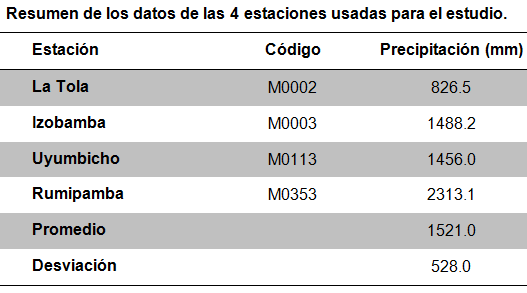 Resumen de los datos de las 4 estaciones usadas para el estudio.
Estación Código Precipitación (mm)
La Tola M0002 826.5
Izobamba M0003 1488.2
Uyumbicho M0113 1456.0
Rumipamba M0353 2313.1
Promedio 1521.0
Desviación 528.0